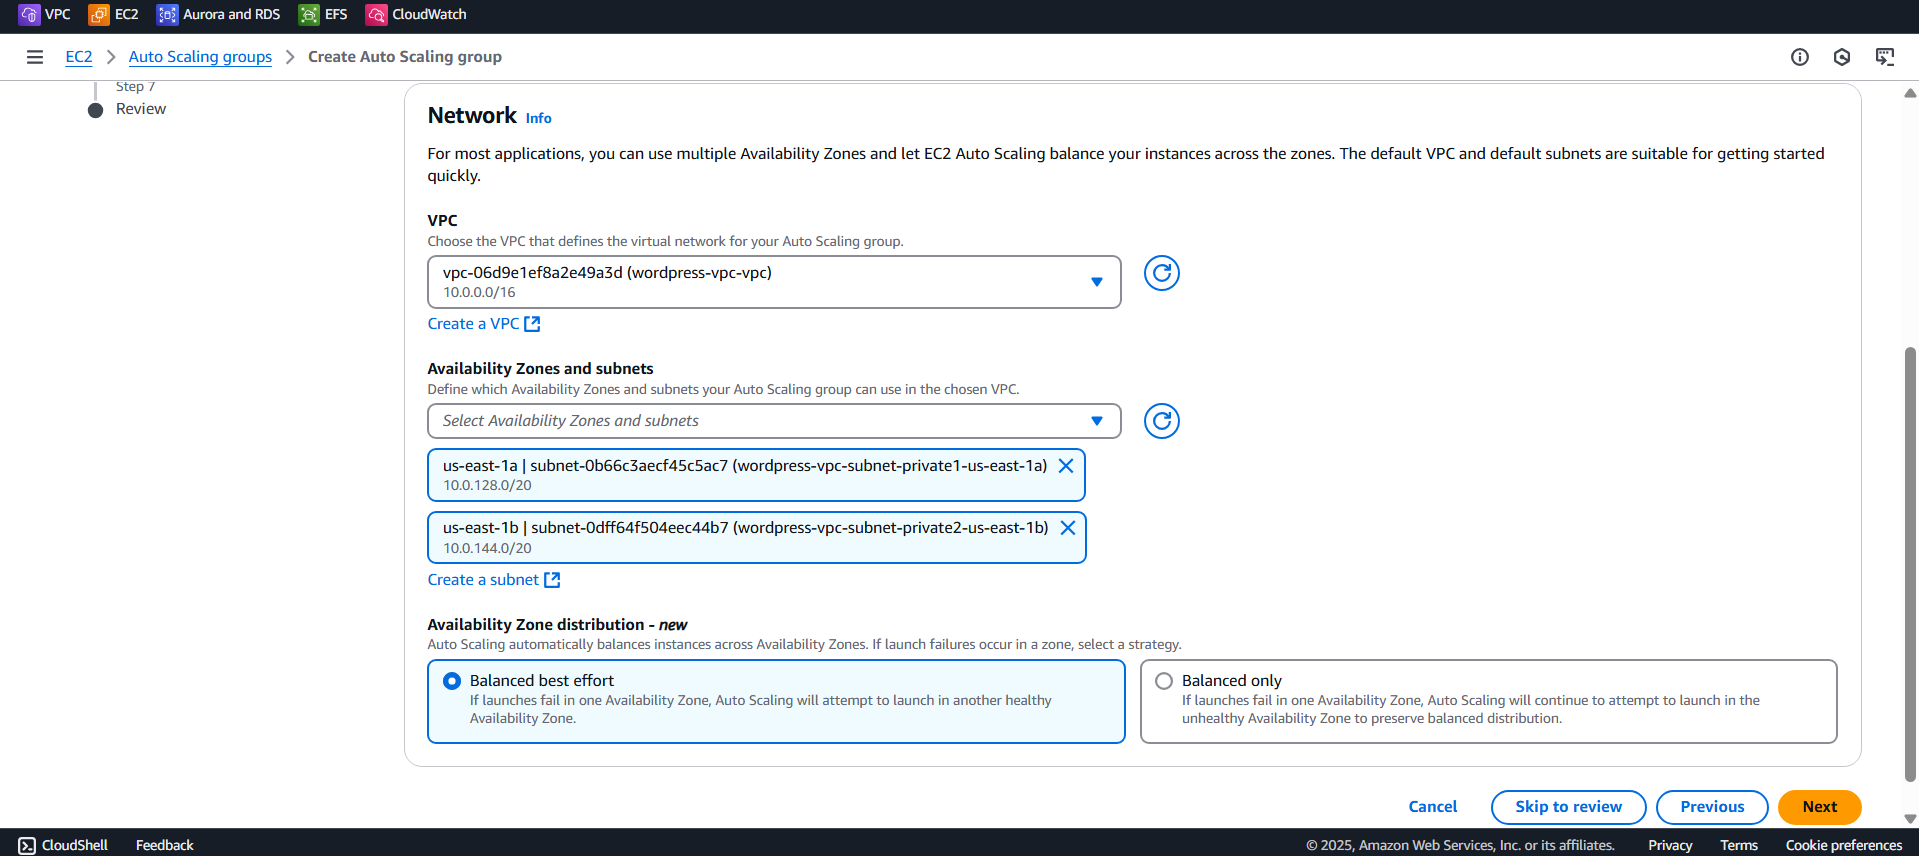 VPC EC2 Aurora and RDS EFS CloudWatch
EC2 Auto Scaling groups Create Auto Scaling group
Step 7
Review
Network Info
For most applications, you can use multiple Availability Zones and let EC2 Auto Scaling balance your instances across the zones. The default VPC and default subnets are suitable for getting started
quickly.
VPC
Choose the VPC that defines the virtual network for your Auto Scaling group.
vpc-06d9e1ef8a2e49a3d (wordpress-vpc-vpc)
10.0.0.0/16
Create a VPC
Availability Zones and subnets
Define which Availability Zones and subnets your Auto Scaling group can use in the chosen VPC.
Select Availability Zones and subnets
us-east-1a | subnet-0b66c3aecf45c5ac7 (wordpress-vpc-subnet-private1-us-east-1a)
10.0.128.0/20
us-east-1b | subnet-0dff64f504eec44b7 (wordpress-vpc-subnet-private2-us-east-1b)
10.0.144.0/20
Create a subnet
Availability Zone distribution - new
Auto Scaling automatically balances instances across Availability Zones. If launch failures occur in a zone, select a strategy.
Balanced best effort
If launches fail in one Availability Zone, Auto Scaling will attempt to launch in another healthy
Availability Zone.
Balanced only
If launches fail in one Availability Zone, Auto Scaling will continue to attempt to launch in the
unhealthy Availability Zone to preserve balanced distribution.
Cancel Skip to review Previous Next
CloudShell Feedback © 2025, Amazon Web Services, Inc. or its affiliates. Privacy Terms Cookie preferences